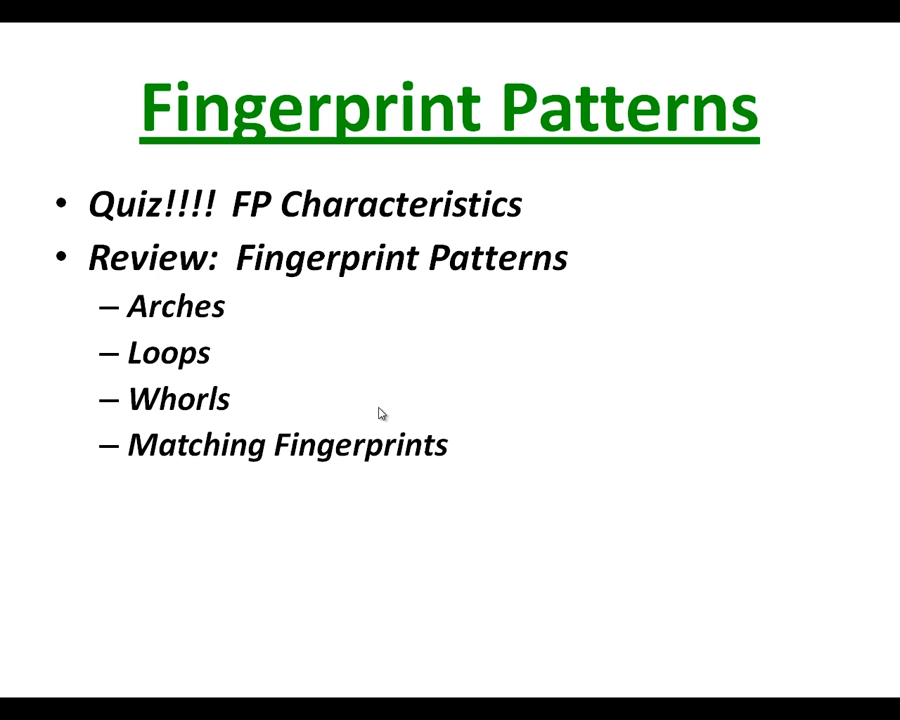 Fingerprint Patterns
• Quiz!!!! FP Characteristics
• Review: Fingerprint Patterns
– Arches
– Loops
– Whorls
– Matching Fingerprints